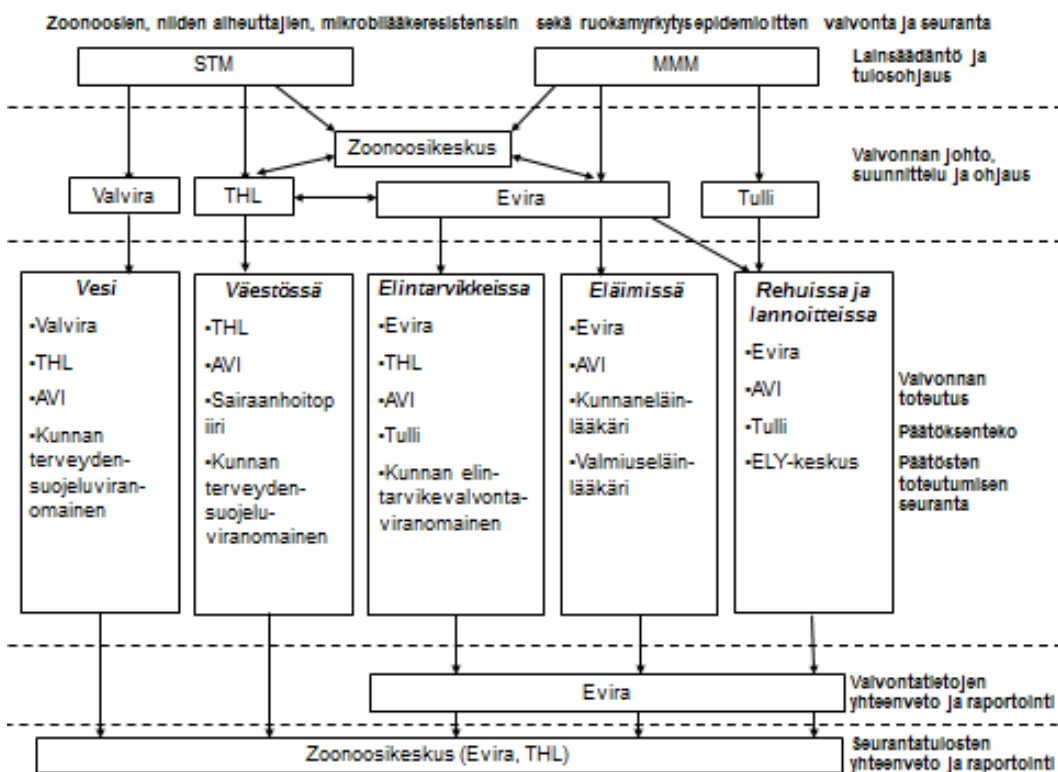 Zoonoosien, niiden aiheuttajien, mikrobilääkeresistenssin sekä ruokamyrkytysepidemioitten valvonta ja seuranta
STM
MMM
Lainsäädäntö ja
tulosohjaus
Zoonoosikeskus
Valvonnan johto,
suunnittelu ja ohjaus
Valvira
THL
Evira
Tulli
Vesi
▪Valvira
▪THL
▪AVI
▪Kunnan
terveyden-
suojeluviran-
omainen
Väestössä
▪THL
▪AVI
▪Sairaanhoitop
iiri
▪Kunnan
terveyden-
suojelu-
viranomainen
Elintarvikkeissa
▪Evira
▪THL
▪AVI
▪Tulli
▪Kunnan elin-
tarvikevalvonta-
viranomainen
Eläimissä
▪Evira
▪AVI
▪Kunnaneläin-
lääkäri
▪Valmiuseläin-
lääkäri
Rehuissa ja
lannoitteissa
▪Evira
▪AVI
▪Tulli
▪ELY-keskus
Valvonnan
toteutus
Päätöksenteko
Päätösten
toteutumisen
seuranta
Evira
Valvontatietojen
yhteenveto ja raportointi
Zoonoosikeskus (Evira, THL)
Seurantatulosten
yhteenveto ja raportointi